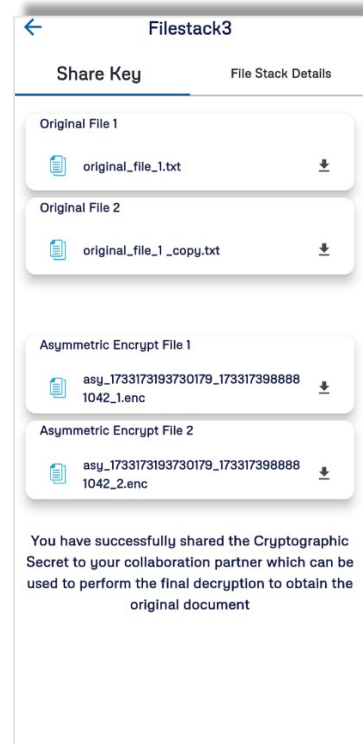 Filestack3
Share Key
File Stack Details
Original File 1
original_file_1.txt
Original File 2
original_file_1 _copy.txt
Asymmetric Encrypt File 1
asy_1733173193730179_173317398888
1042_1.enc
Asymmetric Encrypt File 2
asy_1733173193730179_173317398888
1042_2.enc
You have successfully shared the Cryptographic
Secret to your collaboration partner which can be
used to perform the final decryption to obtain the
original document